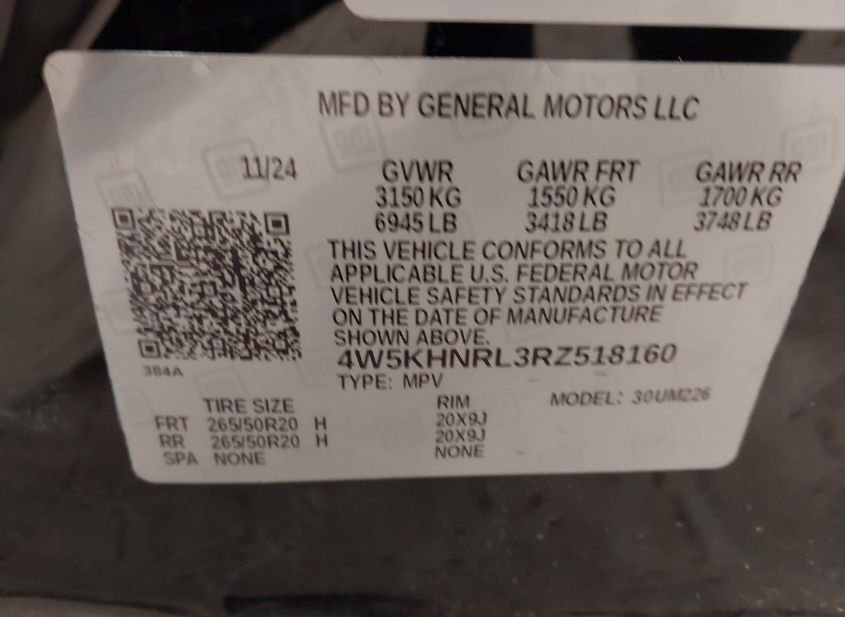 MFD BY GENERAL MOTORS LLC
11/24 GVWR GAWR FRT GAWR RR
3150 KG 1550 KG 1700 KG
6945 LB 3418 LB 3748 LB
THIS VEHICLE CONFORMS TO ALL
APPLICABLE U.S. FEDERAL MOTOR
VEHICLE SAFETY STANDARDS IN EFFECT
ON THE DATE OF MANUFACTURE
SHOWN ABOVE.
4W5KHNRL3RZ518160
384A
TYPE: MPV
TIRE SIZE RIM MODEL: 30UM226
FRT 265/50R20 H 20X9J
RR 265/50R20 H 20X9J
SPA NONE NONE